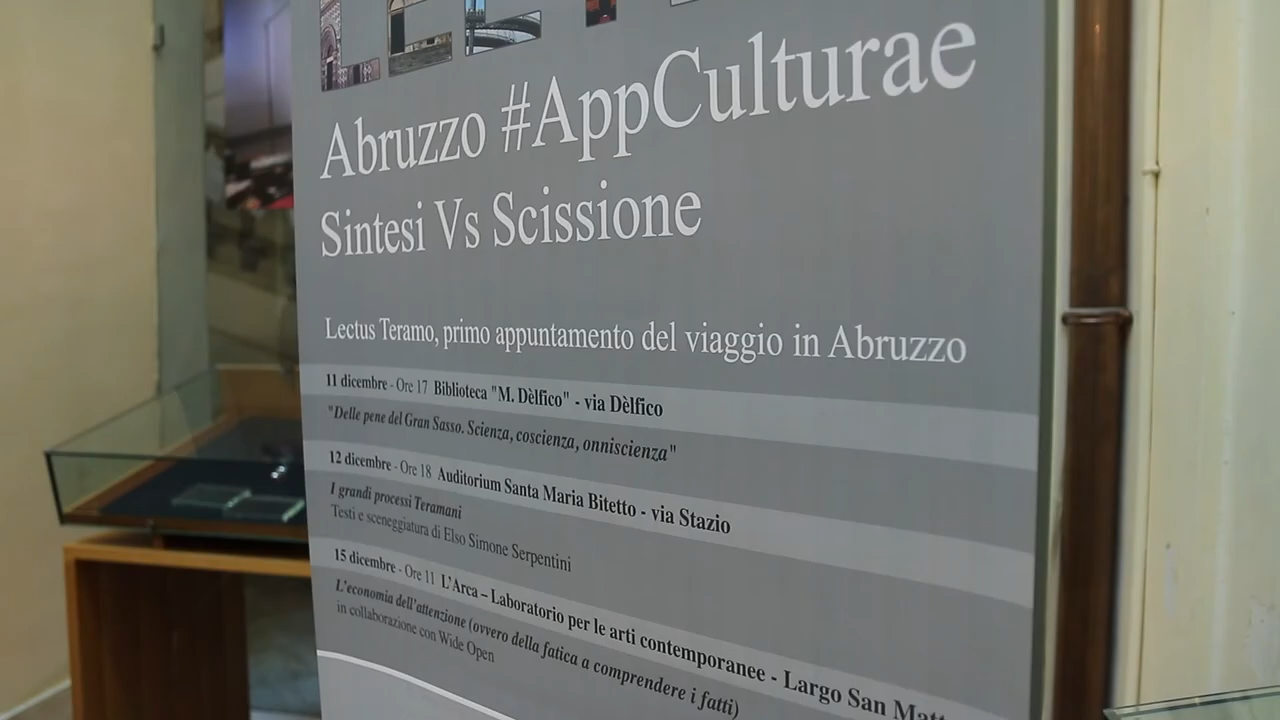 Abruzzo #AppCulturae
Sintesi Vs Scissione
Lectus Teramo, primo appuntamento del viaggio in Abruzzo
11 dicembre - Ore 17 Biblioteca "M. Dèlfico" - via Dèlfico
"Delle pene del Gran Sasso. Scienza, coscienza, onniscienza"
12 dicembre - Ore 18 Auditorium Santa Maria Bitetto - via Stazio
I grandi processi Teramani
Testi e sceneggiatura di Elso Simone Serpentini
15 dicembre - Ore 11 L'Arca – Laboratorio per le arti contemporanee - Largo San
L'economia dell'attenzione (ovvero della fatica a comprendere i fatti)
in collaborazione con Wide Open